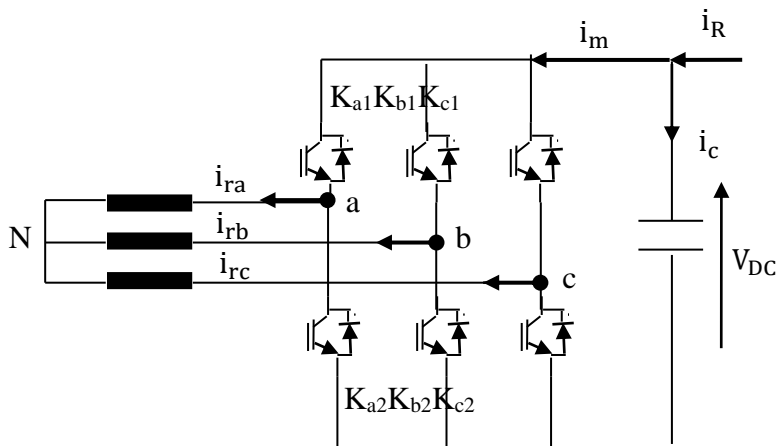 i_R
i_m
K_a1K_b1K_c1
i_c
i_ra
a
N
i_rb
b
V_DC
i_rc
c
K_a2K_b2K_c2